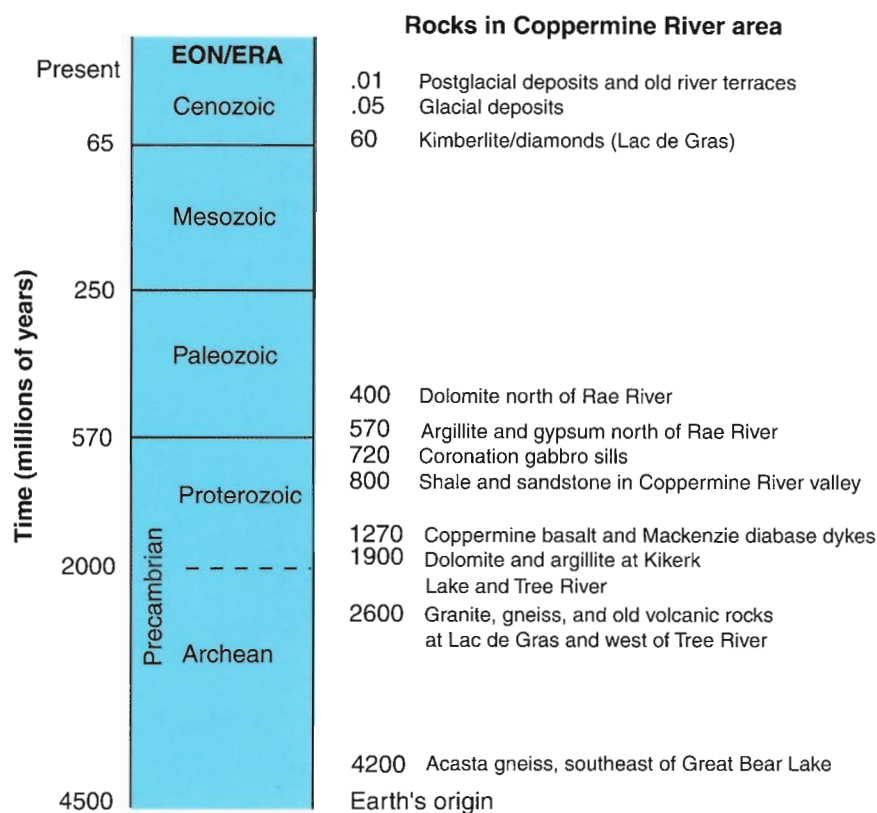 Rocks in Coppermine River area
EON/ERA
Present
Cenozoic
.01 Postglacial deposits and old river terraces
.05 Glacial deposits
65
60 Kimberlite/diamonds (Lac de Gras)
Mesozoic
250
Paleozoic
400 Dolomite north of Rae River
570
570 Argillite and gypsum north of Rae River
720 Coronation gabbro sills
800 Shale and sandstone in Coppermine River valley
Proterozoic
1270 Coppermine basalt and Mackenzie diabase dykes
1900 Dolomite and argillite at Kikerk
Lake and Tree River
2000
Precambrian
2600 Granite, gneiss, and old volcanic rocks
at Lac de Gras and west of Tree River
Archean
4200 Acasta gneiss, southeast of Great Bear Lake
4500 Earth's origin
Time (millions of years)